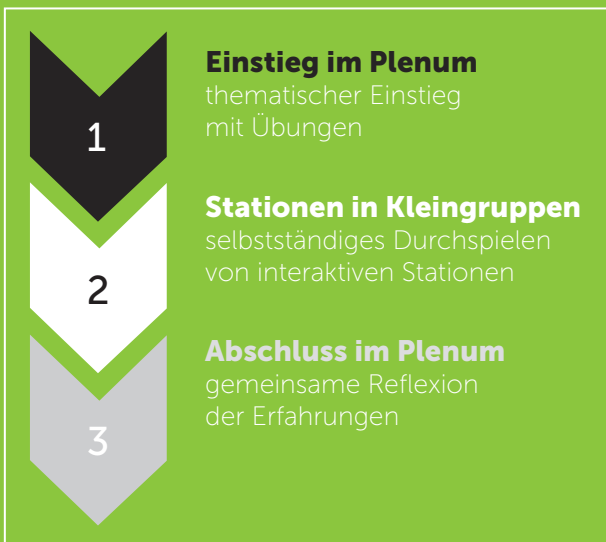 1
Einstieg im Plenum
thematischer Einstieg
mit Übungen
2
Stationen in Kleingruppen
selbstständiges Durchspielen
von interaktiven Stationen
3
Abschluss im Plenum
gemeinsame Reflexion
der Erfahrungen